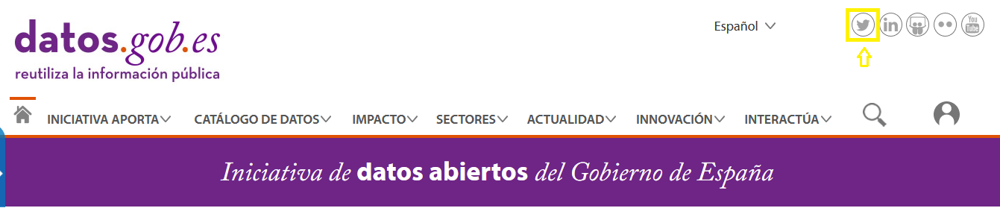 datos.gob.es
reutiliza la información pública
Español
in
You Tube
INICIATIVA APORTA CATÁLOGO DE DATOS IMPACTO SECTORES ACTUALIDAD INNOVACIÓN INTERACTÚA
Iniciativa de datos abiertos del Gobierno de España